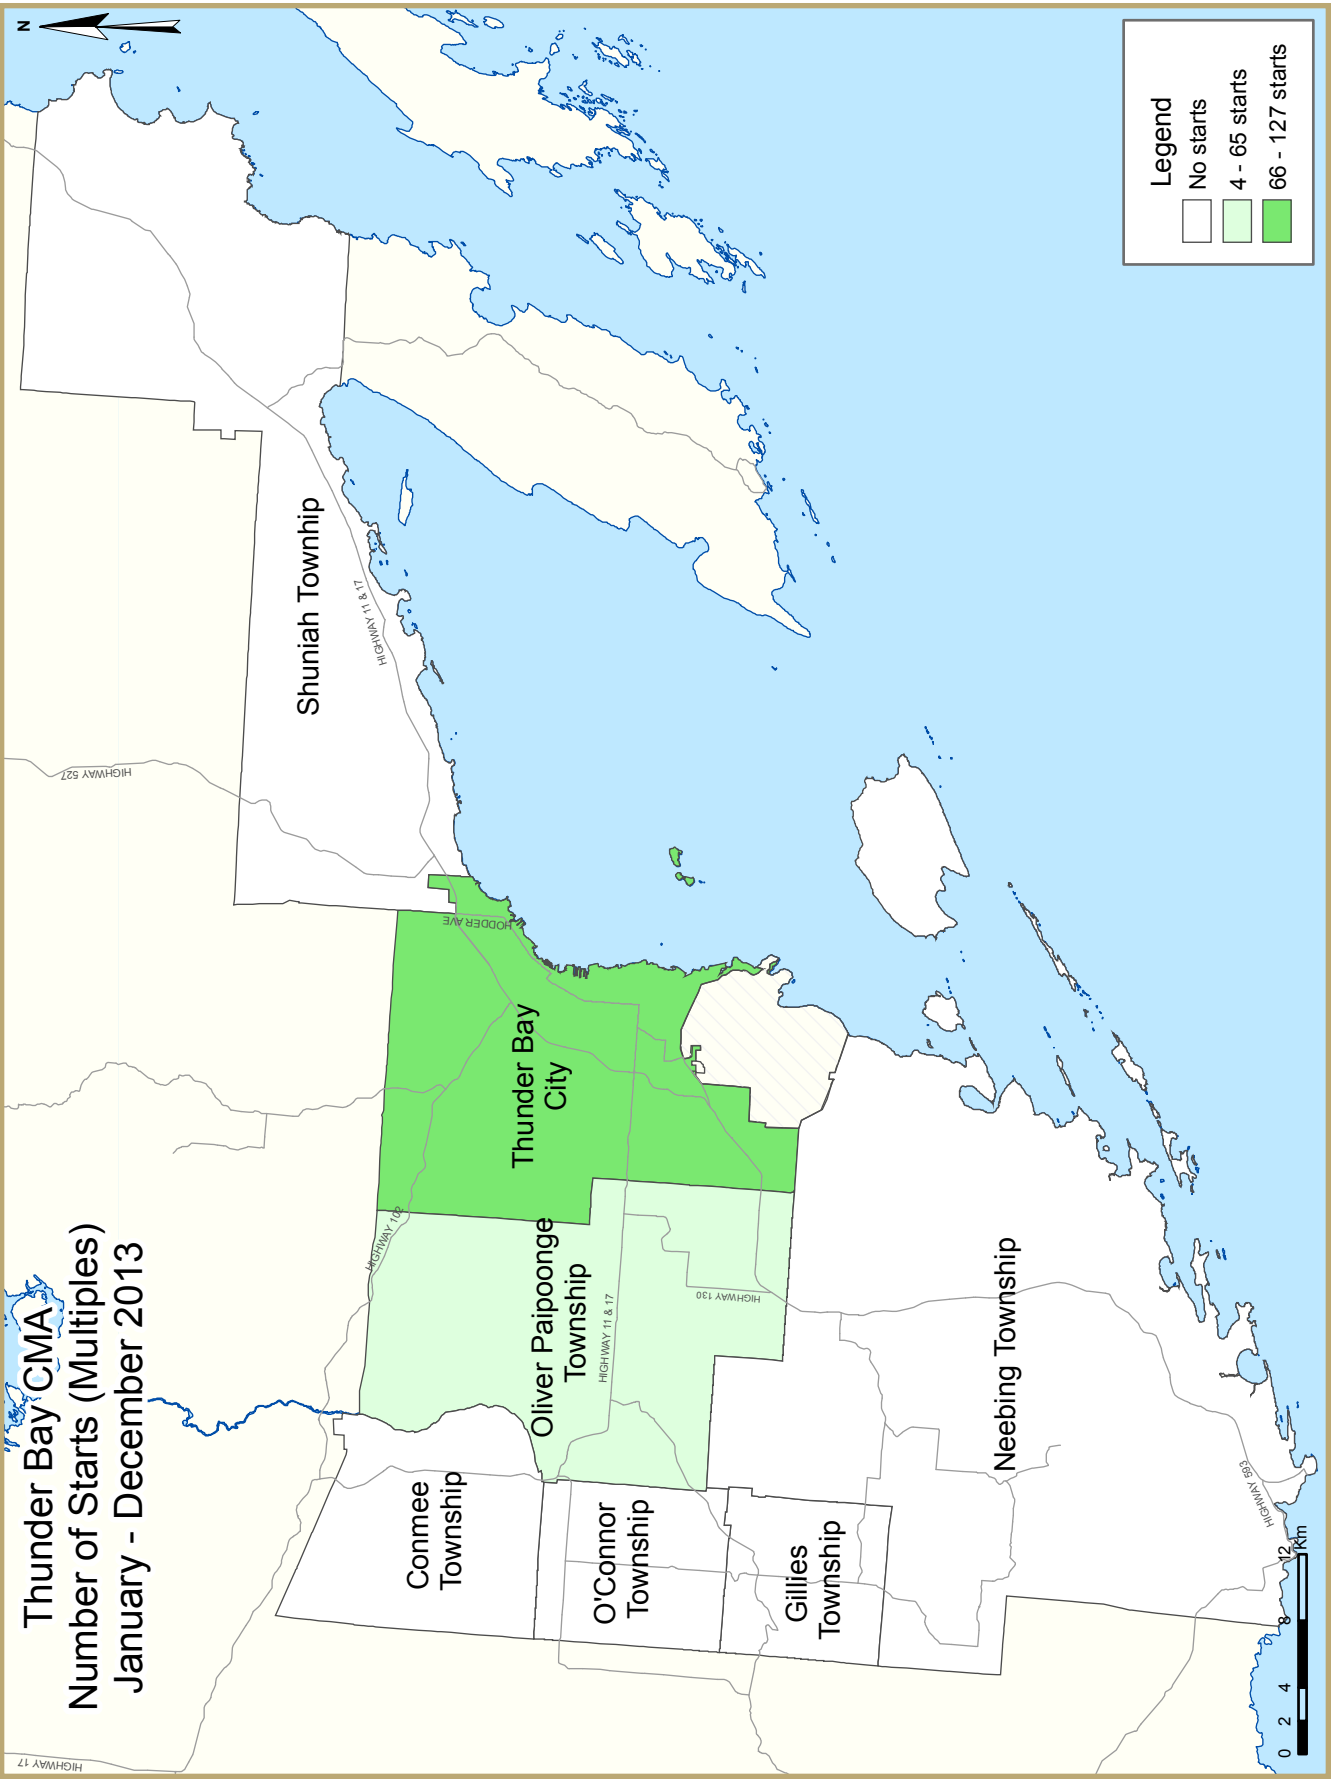 Thunder Bay CMA
Number of Starts (Multiples)
January - December 2013
N
HIGHWAY 17
HIGHWAY 527
Shuniah Townhip
HIGHWAY 11 & 17
HODDER AVE
HIGHWAY 102
Thunder Bay
City
Oliver Paipoonge
Township
HIGHWAY 11 & 17
HIGHWAY 130
Conmee
Township
O'Connor
Township
Gillies
Township
Neebing Township
HIGHWAY 593
0 2 4 8 12
Km
Legend
No starts
4 - 65 starts
66 - 127 starts